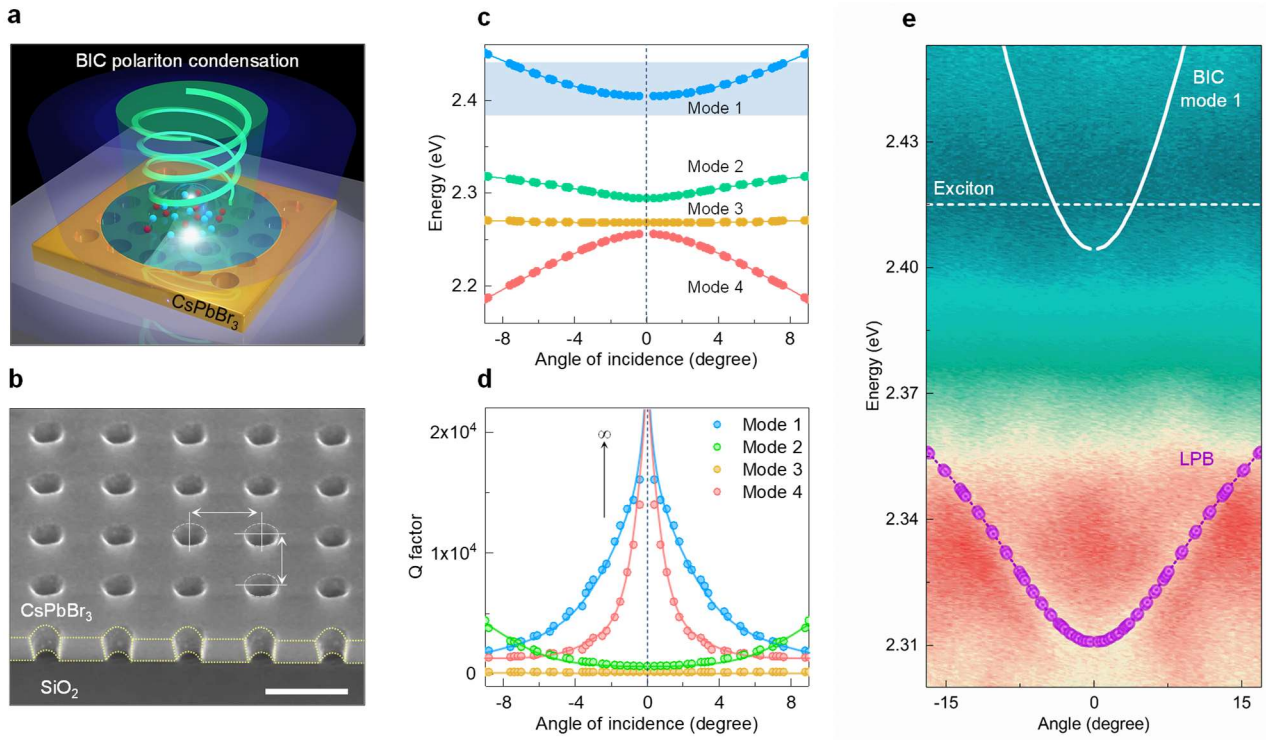 a
BIC polariton condensation
CsPbBr3
b
CsPbBr3
SiO2
c
Energy (eV)
2.4
2.3
2.2
Mode 1
Mode 2
Mode 3
Mode 4
-8
-4
0
4
8
Angle of incidence (degree)
d
Q factor
2x10^4
1x10^4
0
∞
Mode 1
Mode 2
Mode 3
Mode 4
-8
-4
0
4
8
Angle of incidence (degree)
e
Energy (eV)
2.43
2.40
2.37
2.34
2.31
BIC
mode 1
Exciton
LPB
-15
0
15
Angle (degree)